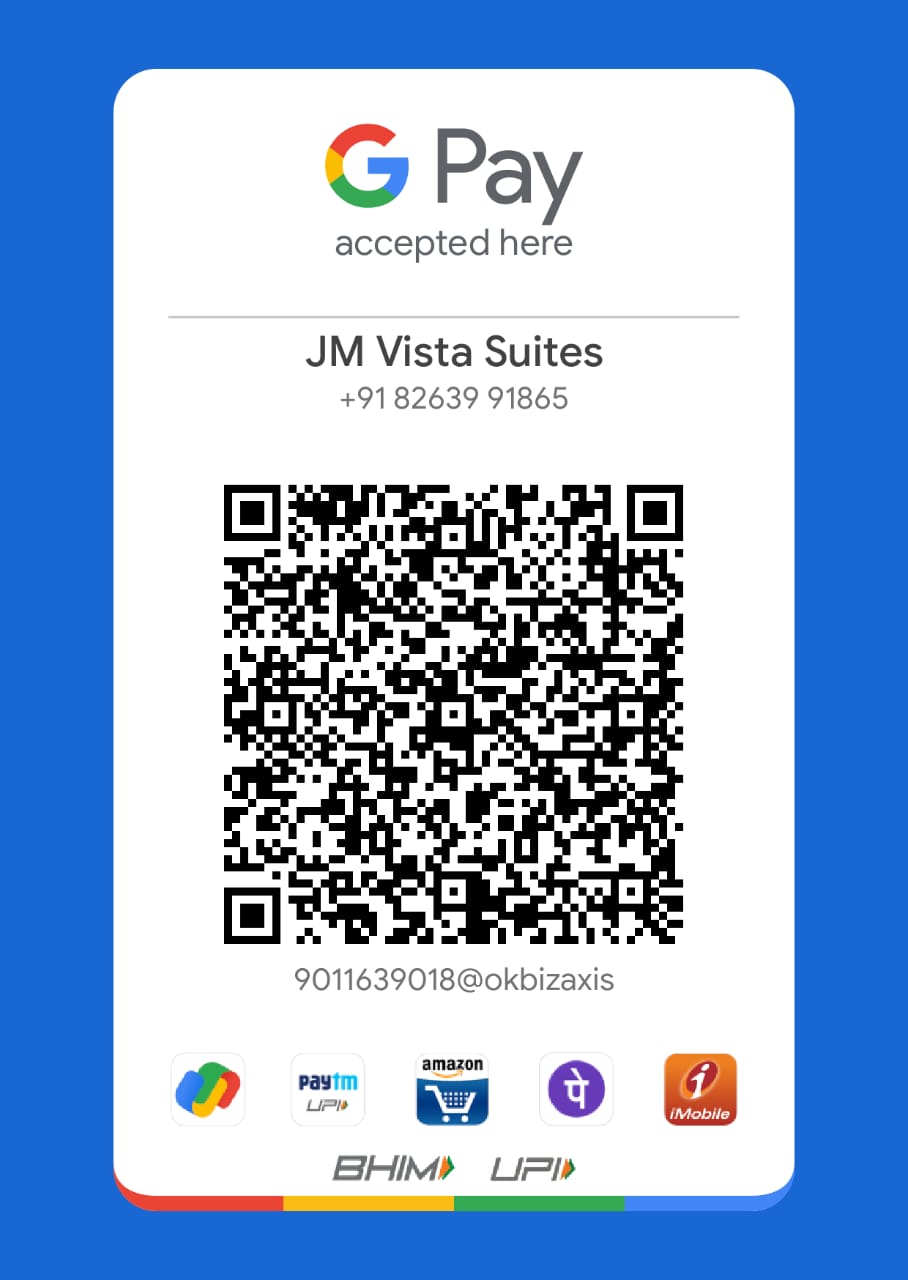 G Pay
accepted here
JM Vista Suites
+91 82639 91865
9011639018@okbizaxis
paytm
UPI
amazon
पे
i
iMobile
BHIM UPI